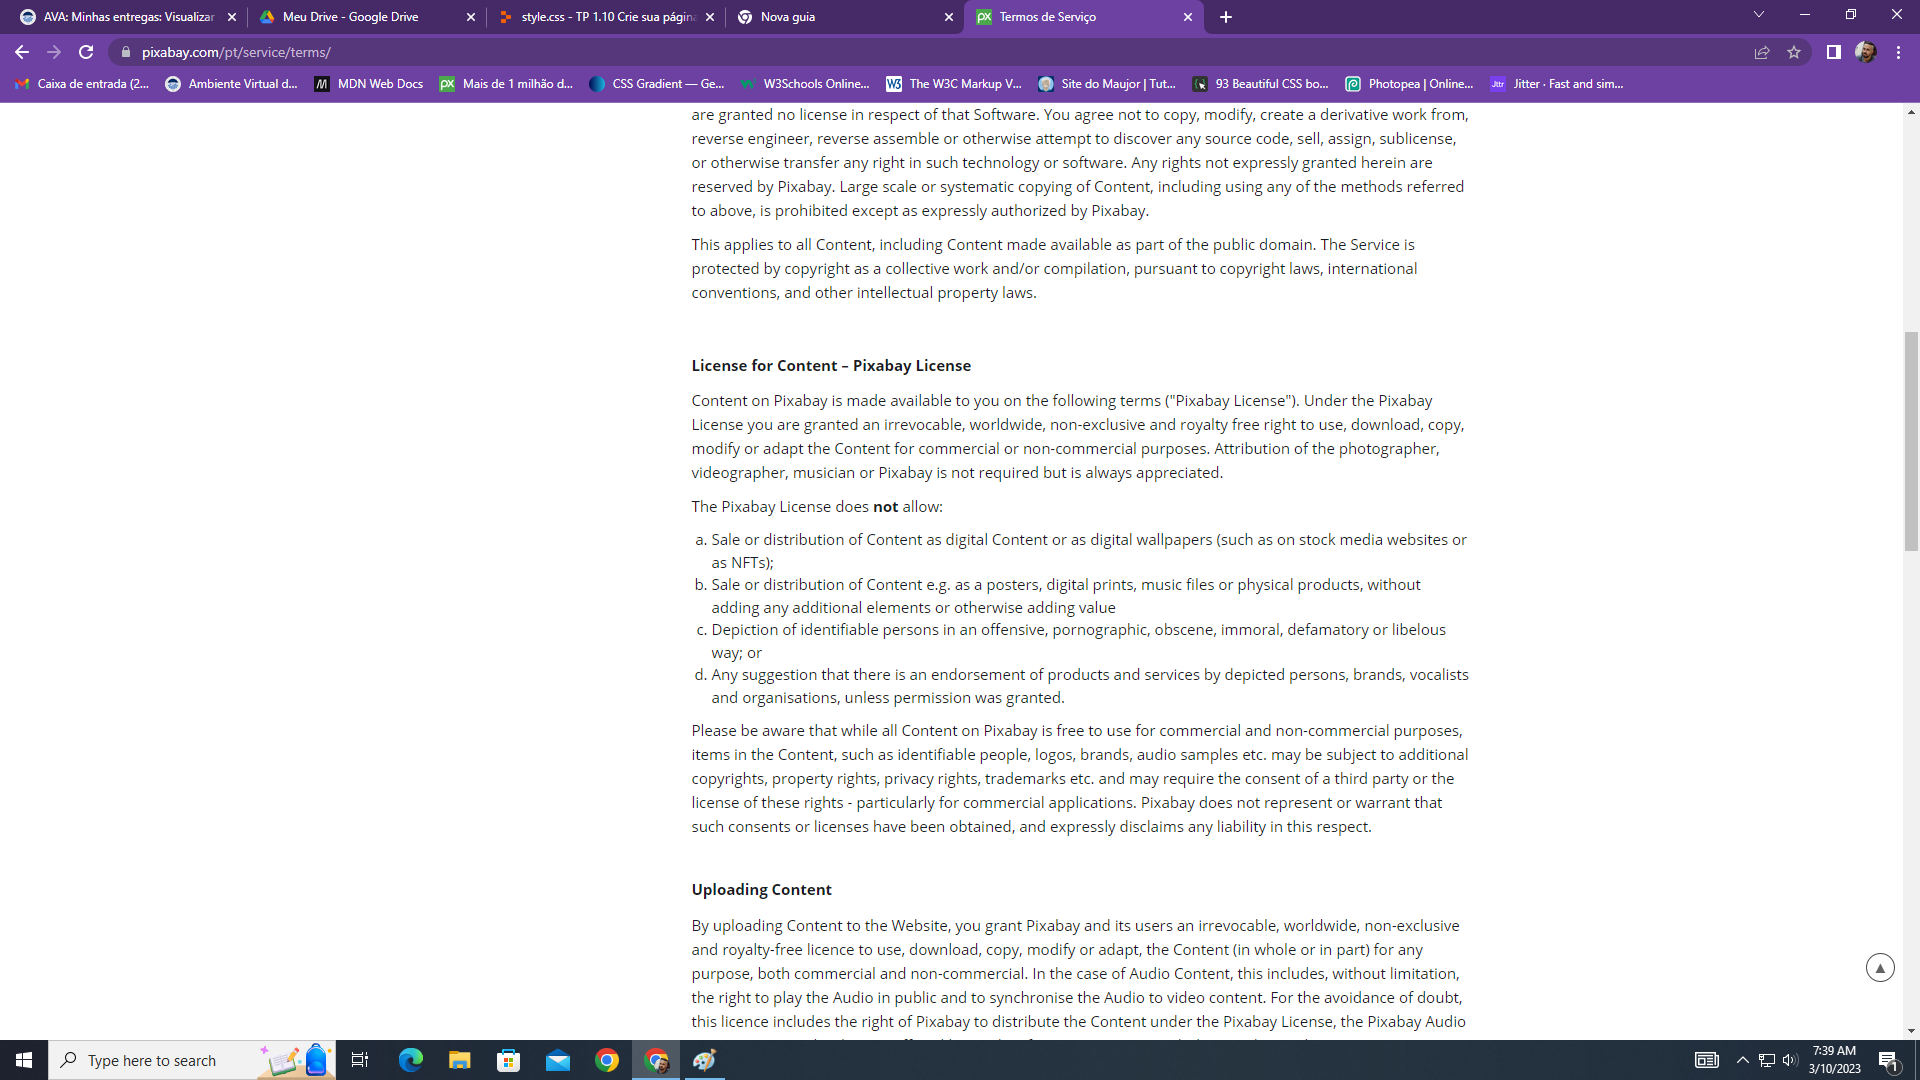 AVA: Minhas entregas: Visualizar
Meu Drive - Google Drive
style.css - TP 1.10 Crie sua págin
Nova guia
px Termos de Serviço
pixabay.com/pt/service/terms/
Caixa de entrada (2...
Ambiente Virtual d...
MDN Web Docs
px Mais de 1 milhão d...
CSS Gradient — Ge...
W3Schools Online...
W3 The W3C Markup V...
Site do Maujor | Tut...
93 Beautiful CSS bo...
Photopea | Online...
Jitter · Fast and sim...
are granted no license in respect of that Software. You agree not to copy, modify, create a derivative work from,
reverse engineer, reverse assemble or otherwise attempt to discover any source code, sell, assign, sublicense,
or otherwise transfer any right in such technology or software. Any rights not expressly granted herein are
reserved by Pixabay. Large scale or systematic copying of Content, including using any of the methods referred
to above, is prohibited except as expressly authorized by Pixabay.
This applies to all Content, including Content made available as part of the public domain. The Service is
protected by copyright as a collective work and/or compilation, pursuant to copyright laws, international
conventions, and other intellectual property laws.
License for Content – Pixabay License
Content on Pixabay is made available to you on the following terms ("Pixabay License"). Under the Pixabay
License you are granted an irrevocable, worldwide, non-exclusive and royalty free right to use, download, copy,
modify or adapt the Content for commercial or non-commercial purposes. Attribution of the photographer,
videographer, musician or Pixabay is not required but is always appreciated.
The Pixabay License does not allow:
a. Sale or distribution of Content as digital Content or as digital wallpapers (such as on stock media websites or
as NFTs);
b. Sale or distribution of Content e.g. as a posters, digital prints, music files or physical products, without
adding any additional elements or otherwise adding value
c. Depiction of identifiable persons in an offensive, pornographic, obscene, immoral, defamatory or libelous
way; or
d. Any suggestion that there is an endorsement of products and services by depicted persons, brands, vocalists
and organisations, unless permission was granted.
Please be aware that while all Content on Pixabay is free to use for commercial and non-commercial purposes,
items in the Content, such as identifiable people, logos, brands, audio samples etc. may be subject to additional
copyrights, property rights, privacy rights, trademarks etc. and may require the consent of a third party or the
license of these rights - particularly for commercial applications. Pixabay does not represent or warrant that
such consents or licenses have been obtained, and expressly disclaims any liability in this respect.
Uploading Content
By uploading Content to the Website, you grant Pixabay and its users an irrevocable, worldwide, non-exclusive
and royalty-free licence to use, download, copy, modify or adapt, the Content (in whole or in part) for any
purpose, both commercial and non-commercial. In the case of Audio Content, this includes, without limitation,
the right to play the Audio in public and to synchronise the Audio to video content. For the avoidance of doubt,
this licence includes the right of Pixabay to distribute the Content under the Pixabay License, the Pixabay Audio
Type here to search
7:39 AM
3/10/2023
1